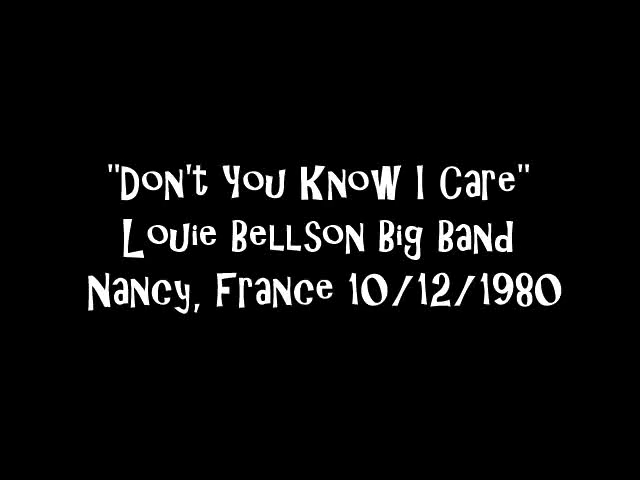 "Don't You Know I Care"
Louie Bellson Big Band
Nancy, France 10/12/1980